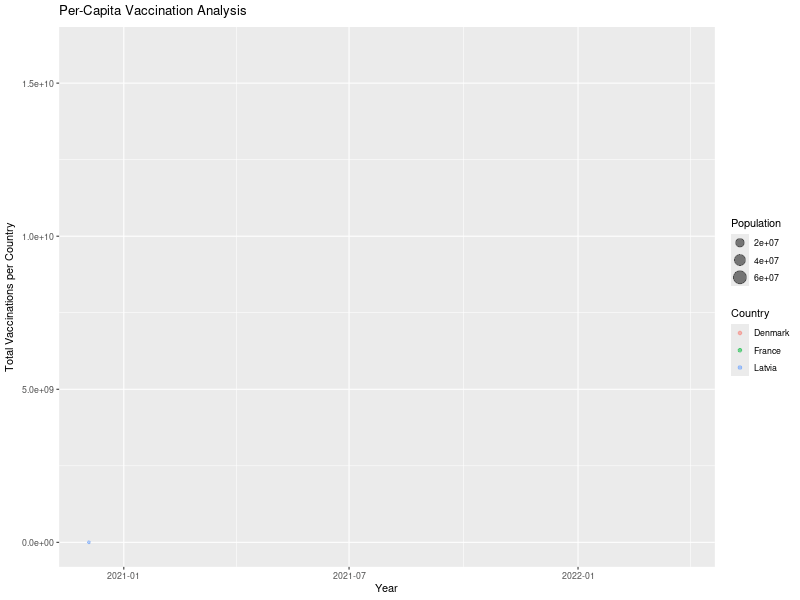 Per-Capita Vaccination Analysis
Total Vaccinations per Country
1.5e+10
1.0e+10
5.0e+09
0.0e+00
2021-01
2021-07
2022-01
Year
Population
2e+07
4e+07
6e+07
Country
Denmark
France
Latvia